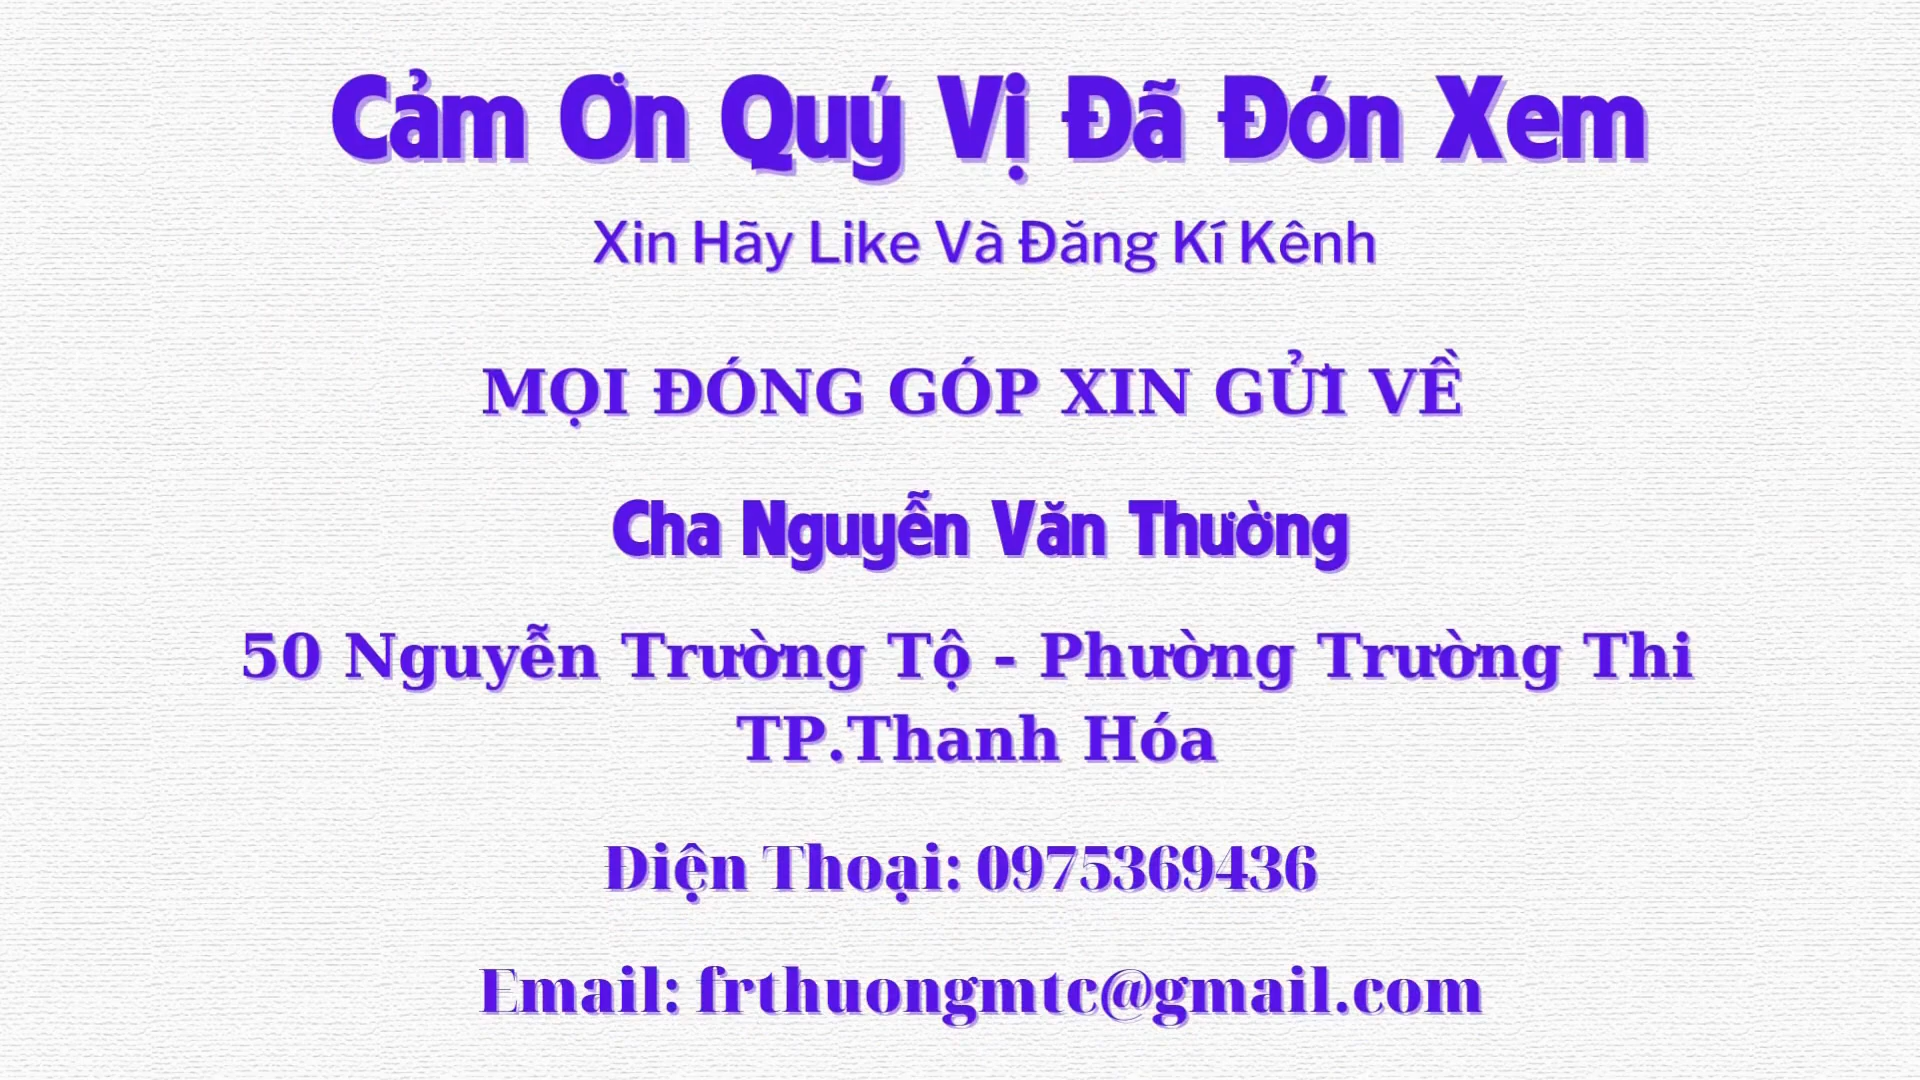 Cảm Ơn Quý Vị Đã Đón Xem
Xin Hãy Like Và Đăng Kí Kênh
MỌI ĐÓNG GÓP XIN GỬI VỀ
Cha Nguyễn Văn Thường
50 Nguyễn Trường Tộ - Phường Trường Thi
TP.Thanh Hóa
Điện Thoại: 0975369436
Email: frthuongmtc@gmail.com